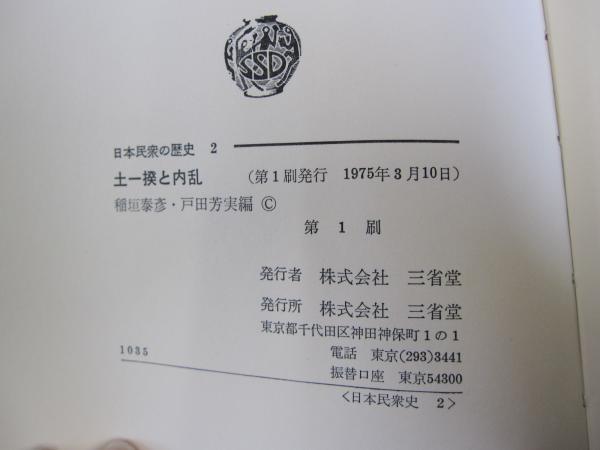 SSD
日本民衆の歴史 2
土一揆と内乱 (第1刷発行 1975年3月10日)
稲垣泰彦・戸田芳実編 ©
第 1 刷
発行者 株式会社 三省堂
発行所 株式会社 三省堂
東京都千代田区神田神保町1の1
電話 東京(293)3441
1035
振替口座 東京54300
<日本民衆史 2>